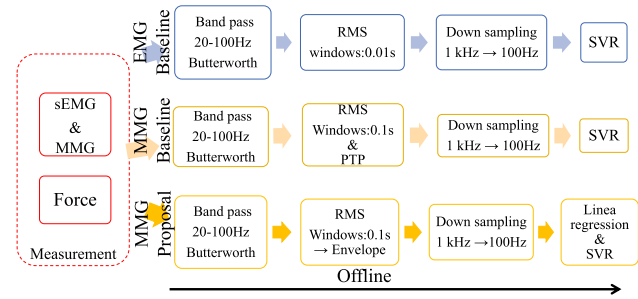 sEMG
&
MMG
Force
Measurement
EMG
Baseline
Band pass
20-100Hz
Butterworth
RMS
windows:0.01s
Down sampling
1 kHz → 100Hz
SVR
MMG
Baseline
Band pass
20-100Hz
Butterworth
RMS
Windows:0.1s
&
PTP
Down sampling
1 kHz → 100Hz
SVR
MMG
Proposal
Band pass
20-100Hz
Butterworth
RMS
Windows:0.1s
→ Envelope
Down sampling
1 kHz →100Hz
Linea
regression
&
SVR
Offline